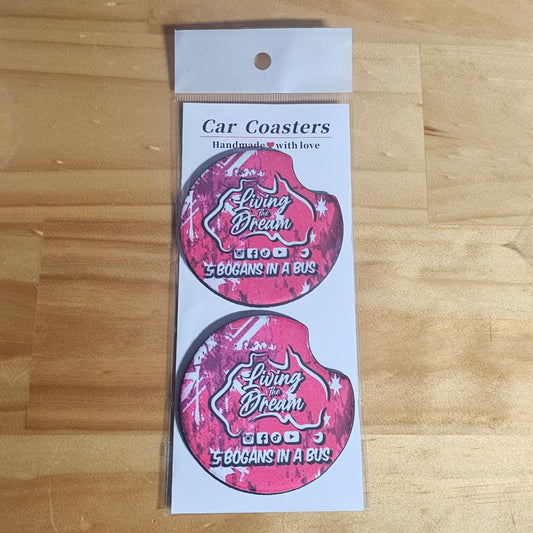 Car Coasters
Handmade❤with love
Living
The
Dream
5 BOGANS IN A BUS
Living
The
Dream
5 BOGANS IN A BUS